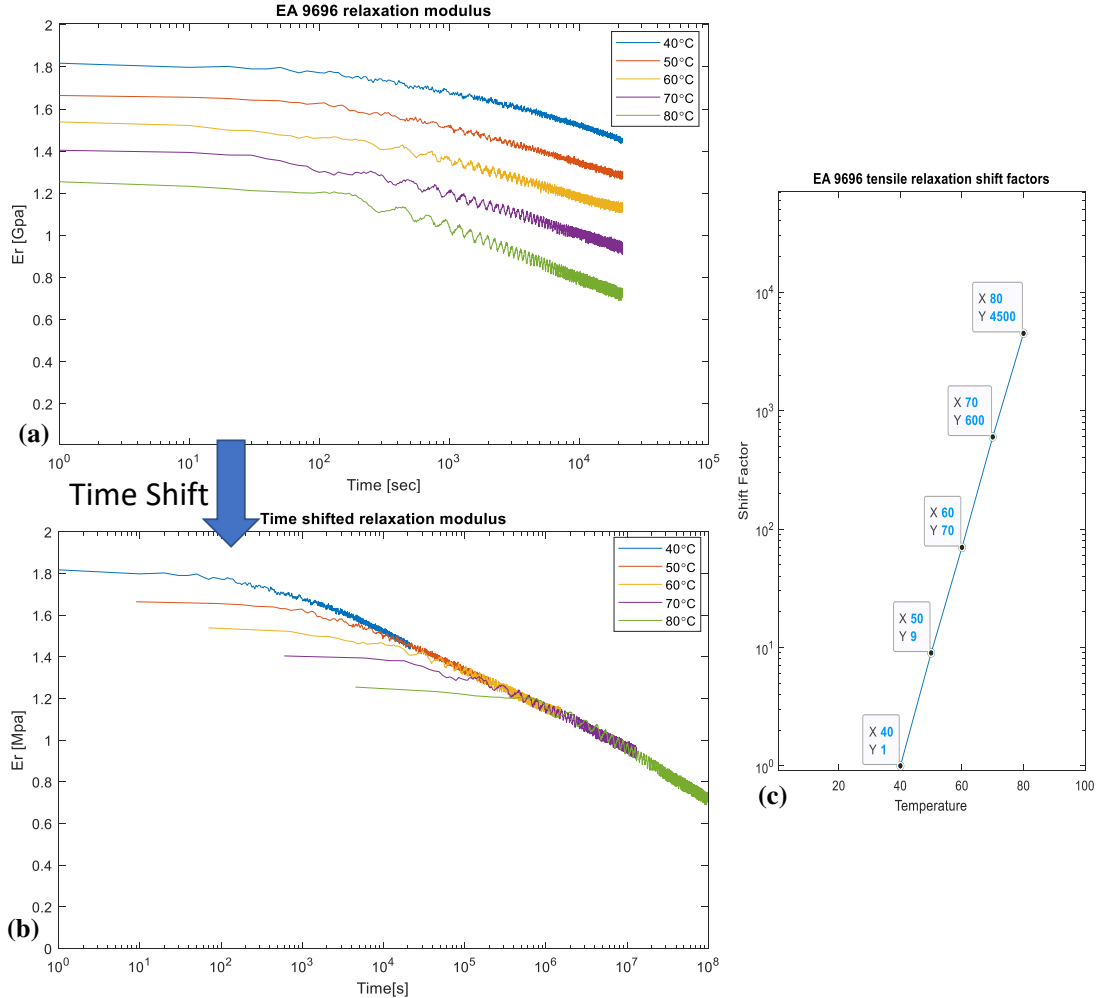 EA 9696 relaxation modulus
2
1.8
1.6
1.4
1.2
1
0.8
0.6
0.4
0.2
Er [Gpa]
40°C
50°C
60°C
70°C
80°C
(a)
10^0 10^1 10^2 10^3 10^4 10^5
Time [sec]
Time Shift
Time shifted relaxation modulus
2
1.8
1.6
1.4
1.2
1
0.8
0.6
0.4
0.2
0
Er [Mpa]
40°C
50°C
60°C
70°C
80°C
(b)
10^0 10^1 10^2 10^3 10^4 10^5 10^6 10^7 10^8
Time[s]
EA 9696 tensile relaxation shift factors
10^4
10^3
10^2
10^1
10^0
Shift Factor
X 80
Y 4500
X 70
Y 600
X 60
Y 70
X 50
Y 9
X 40
Y 1
20 40 60 80 100
Temperature
(c)